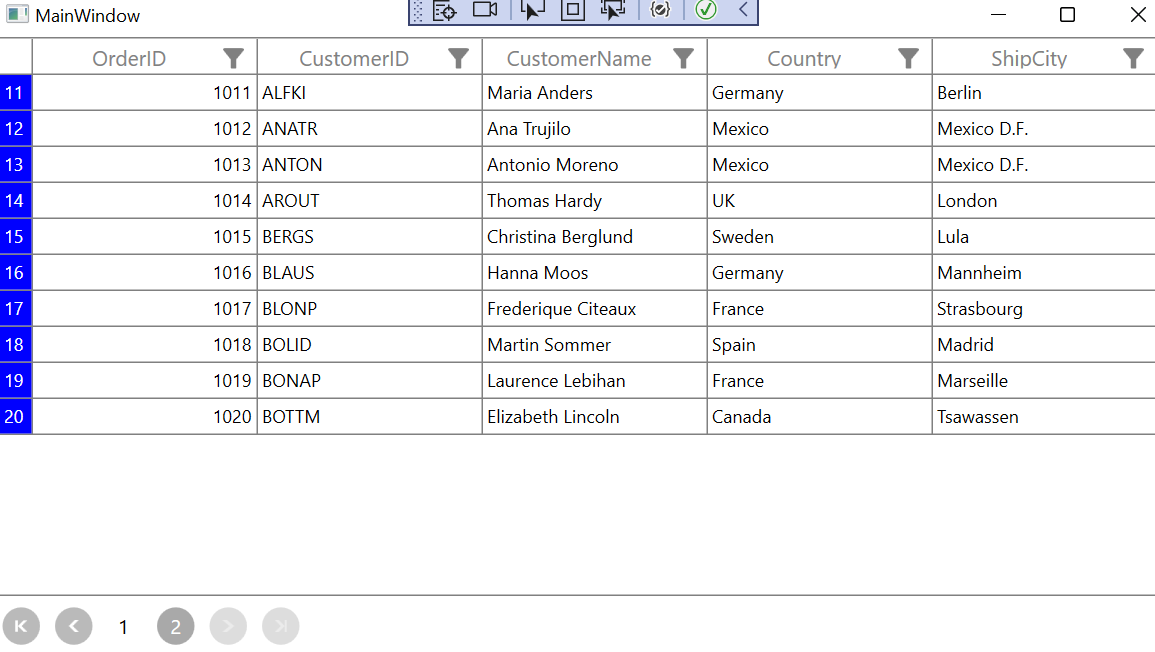 MainWindow
OrderID CustomerID CustomerName Country ShipCity
11 1011 ALFKI Maria Anders Germany Berlin
12 1012 ANATR Ana Trujilo Mexico Mexico D.F.
13 1013 ANTON Antonio Moreno Mexico Mexico D.F.
14 1014 AROUT Thomas Hardy UK London
15 1015 BERGS Christina Berglund Sweden Lula
16 1016 BLAUS Hanna Moos Germany Mannheim
17 1017 BLONP Frederique Citeaux France Strasbourg
18 1018 BOLID Martin Sommer Spain Madrid
19 1019 BONAP Laurence Lebihan France Marseille
20 1020 BOTTM Elizabeth Lincoln Canada Tsawassen
1 2